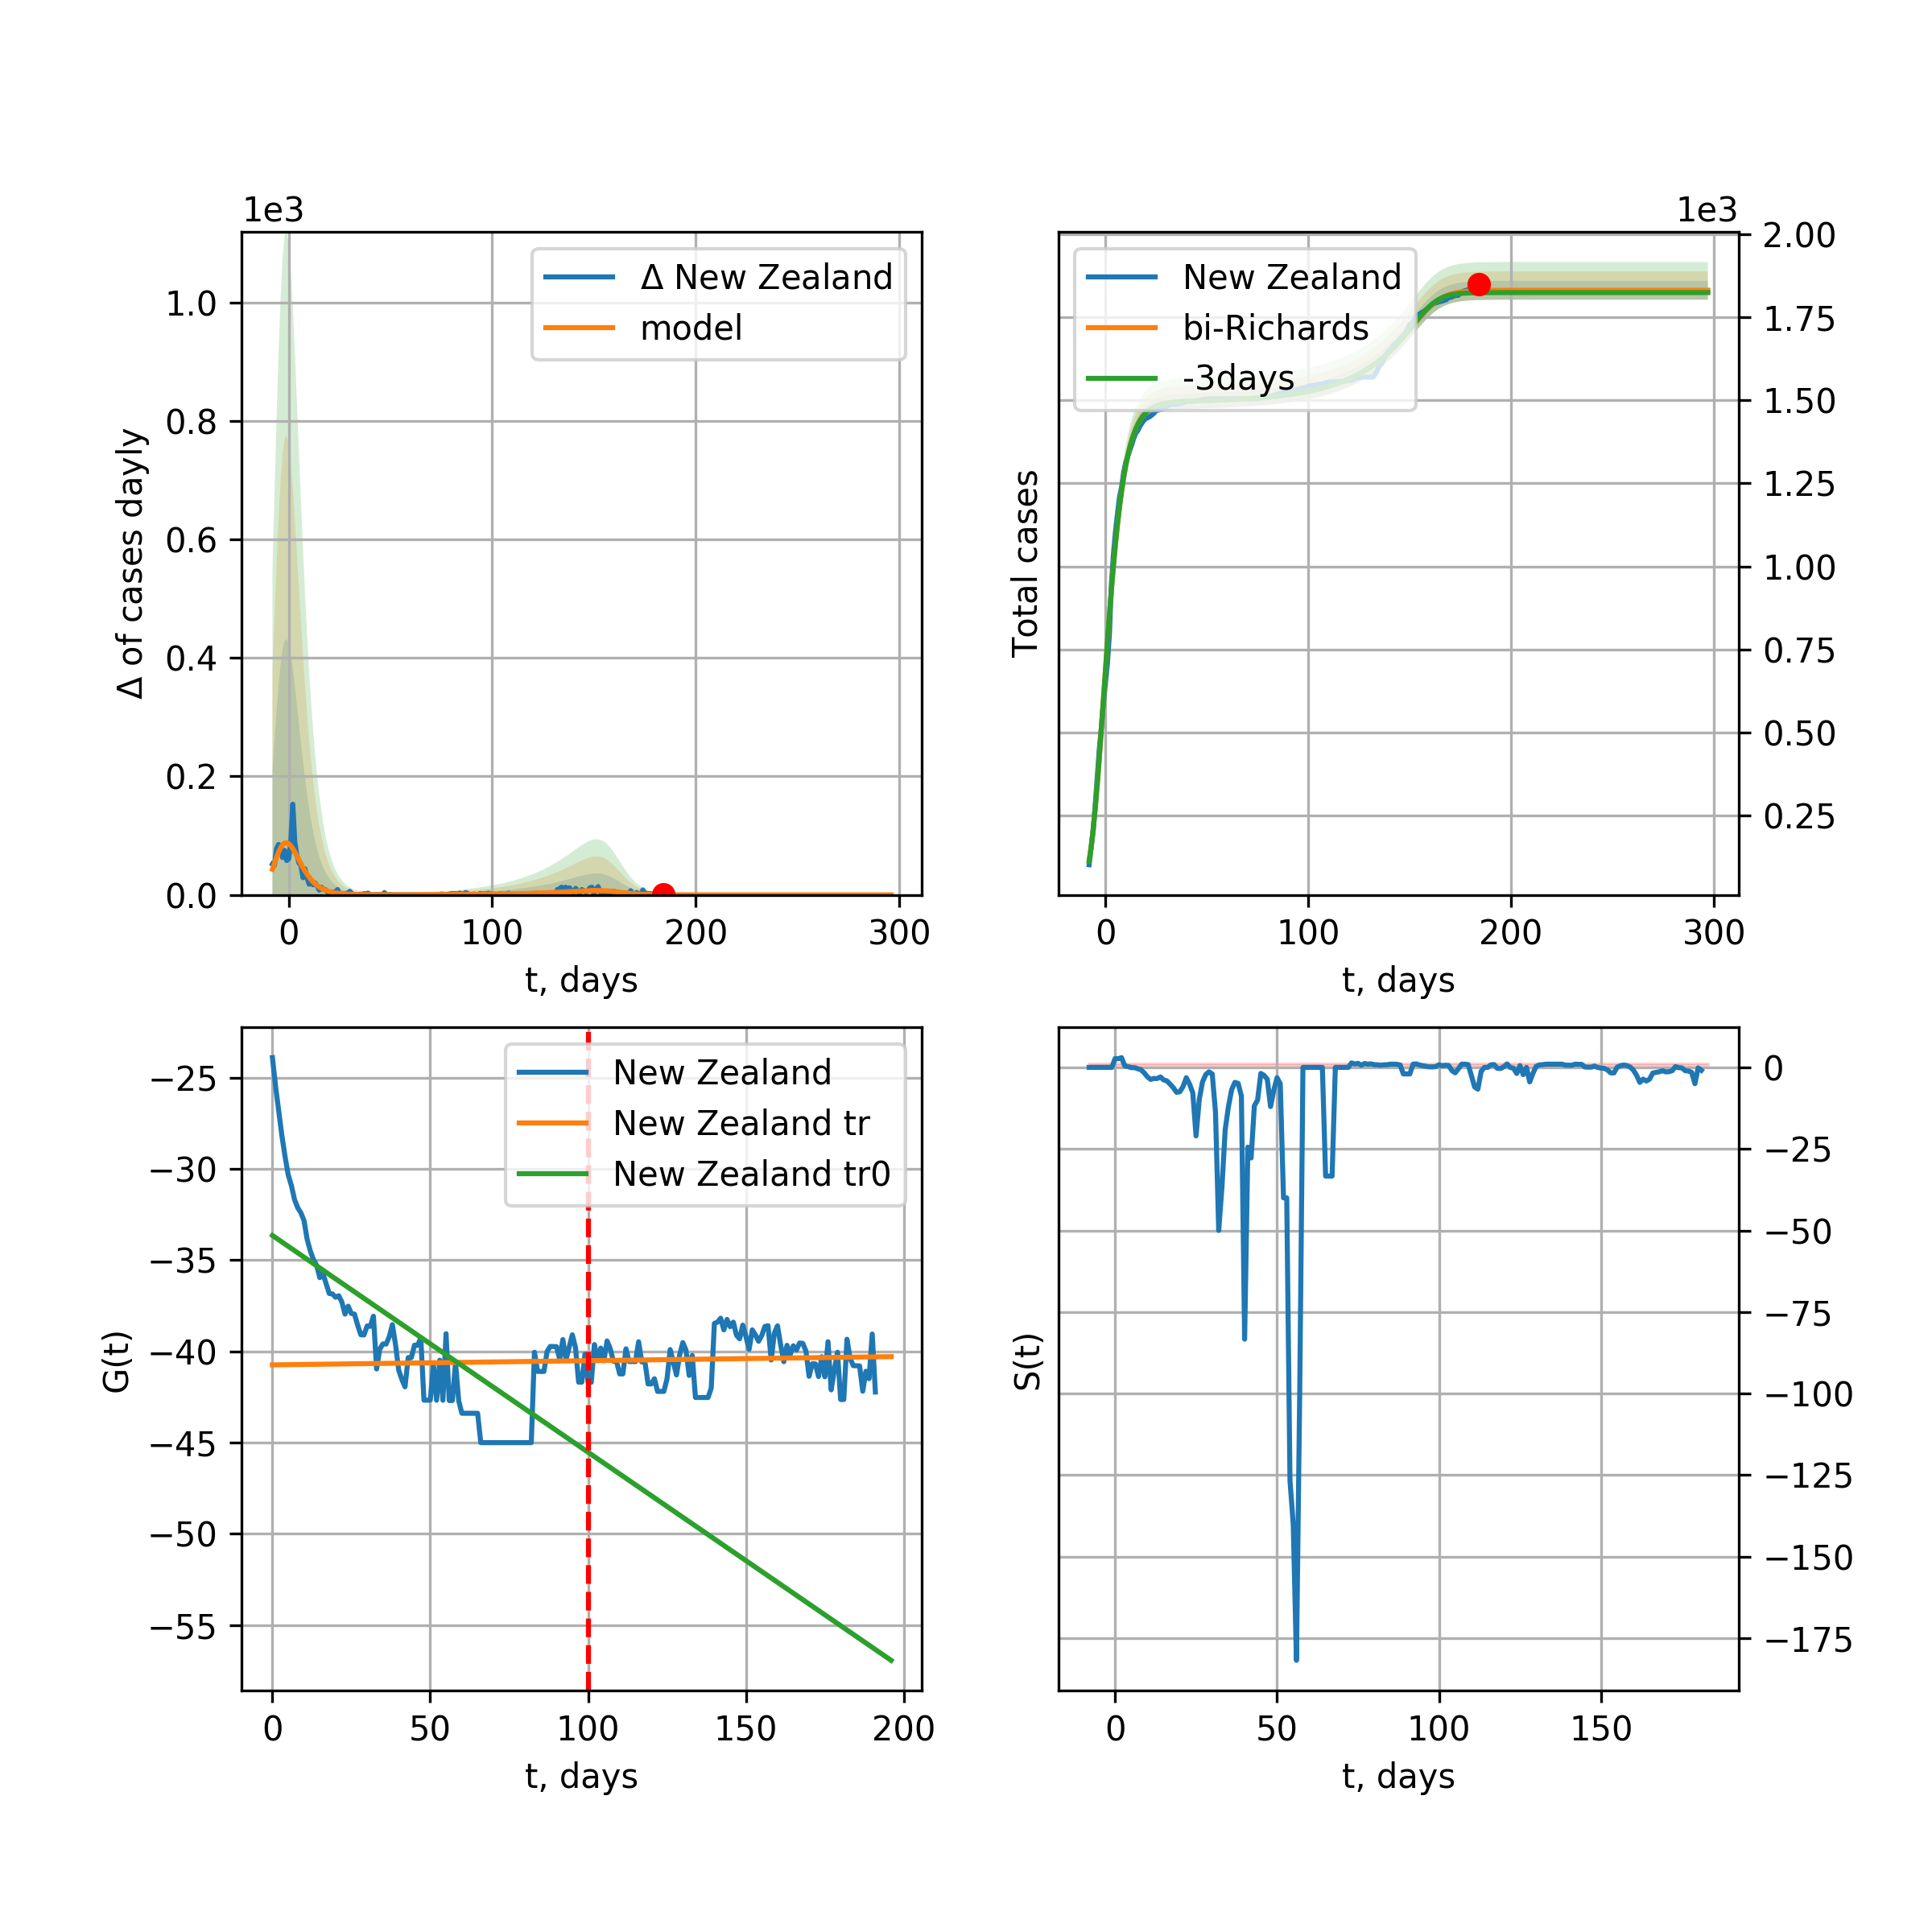 1e3
Δ of cases dayly
1.0
0.8
0.6
0.4
0.2
0.0
0 100 200 300
t, days
Δ New Zealand
model
1e3
Total cases
2.00
1.75
1.50
1.25
1.00
0.75
0.50
0.25
0 100 200 300
t, days
New Zealand
bi-Richards
-3days
G(t)
−25
−30
−35
−40
−45
−50
−55
0 50 100 150 200
t, days
New Zealand
New Zealand tr
New Zealand tr0
S(t)
0
−25
−50
−75
−100
−125
−150
−175
0 50 100 150
t, days